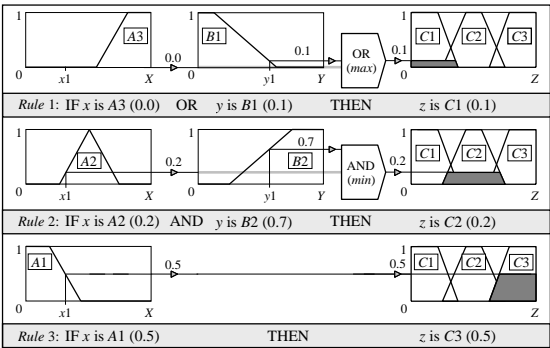 1 A3 0 x1 X 0.0 1 B1 0.1 0 y1 Y OR (max) 0.1 1 C1 C2 C3 0 Z
Rule 1: IF x is A3 (0.0) OR y is B1 (0.1) THEN z is C1 (0.1)
1 A2 0 x1 X 0.2 1 0.7 B2 0 y1 Y AND (min) 0.2 1 C1 C2 C3 0 Z
Rule 2: IF x is A2 (0.2) AND y is B2 (0.7) THEN z is C2 (0.2)
1 A1 0 x1 X 0.5 0.5 1 C1 C2 C3 0 Z
Rule 3: IF x is A1 (0.5) THEN z is C3 (0.5)